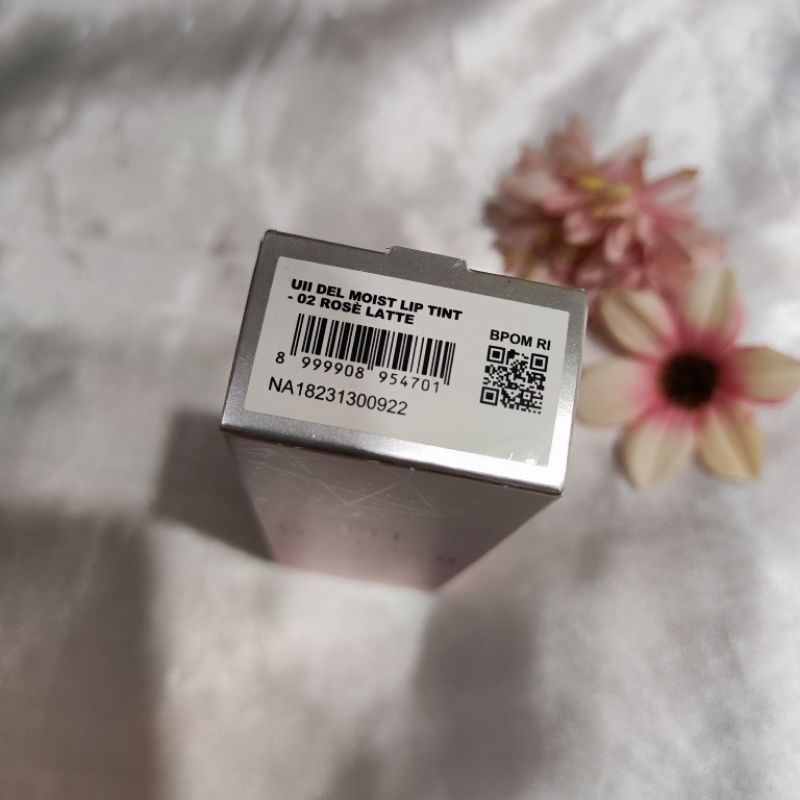 UII DEL MOIST LIP TINT
- 02 ROSÈ LATTE
BPOM RI
8 999908 954701
NA18231300922